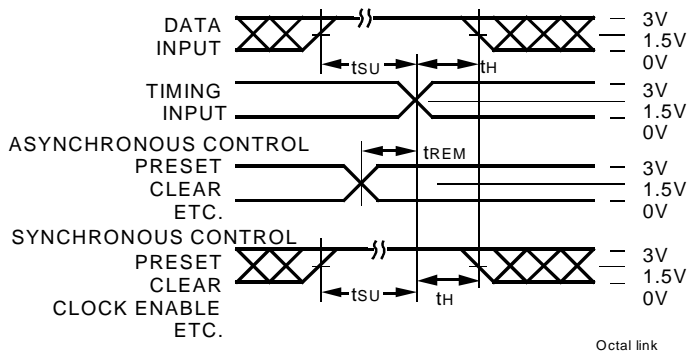 DATA
INPUT
3V
1.5V
0V
tSU
tH
TIMING
INPUT
3V
1.5V
0V
ASYNCHRONOUS CONTROL
PRESET
CLEAR
ETC.
tREM
3V
1.5V
0V
SYNCHRONOUS CONTROL
PRESET
CLEAR
CLOCK ENABLE
ETC.
tSU
tH
3V
1.5V
0V
Octal link